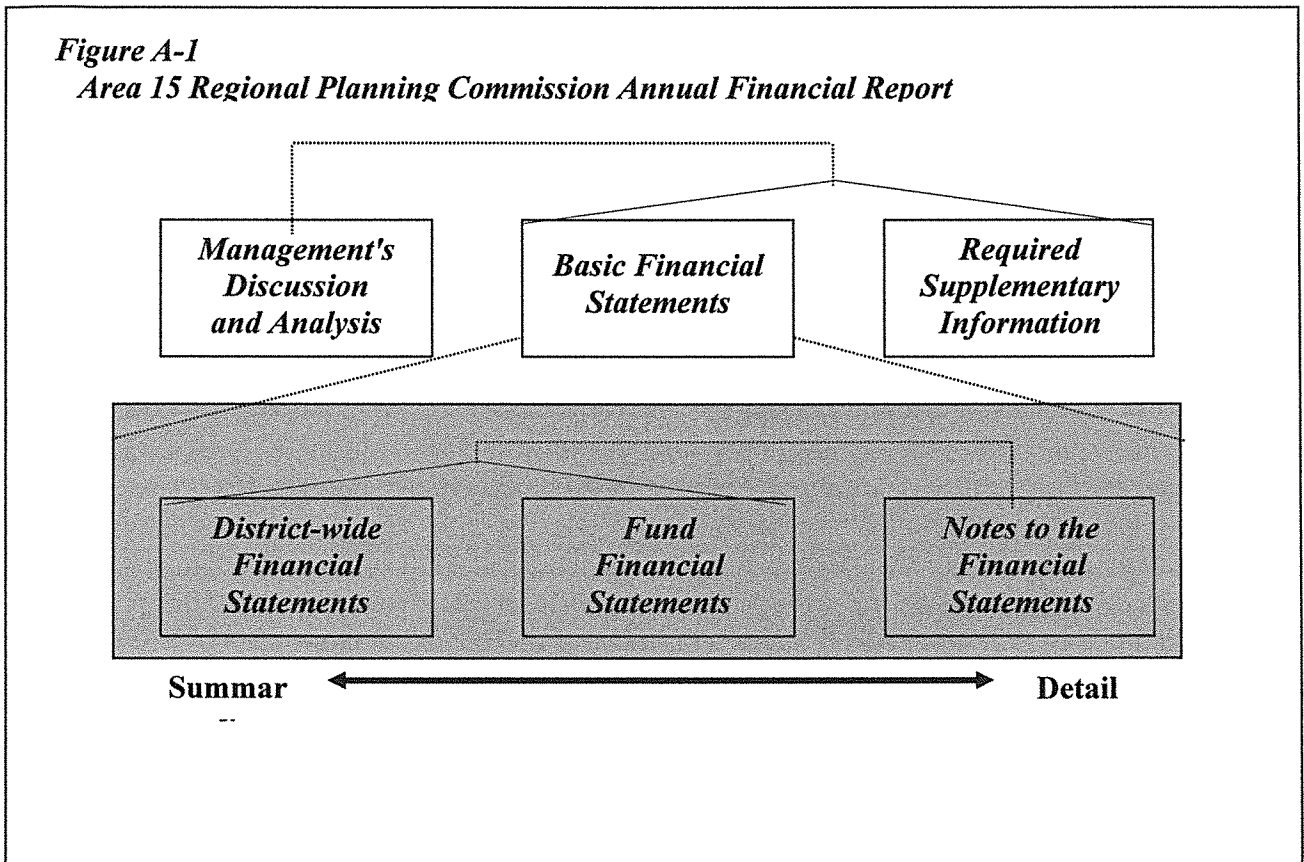 Figure A-1
Area 15 Regional Planning Commission Annual Financial Report
Management's
Discussion
and Analysis
Basic Financial
Statements
Required
Supplementary
Information
District-wide
Financial
Statements
Fund
Financial
Statements
Notes to the
Financial
Statements
Summar
Detail